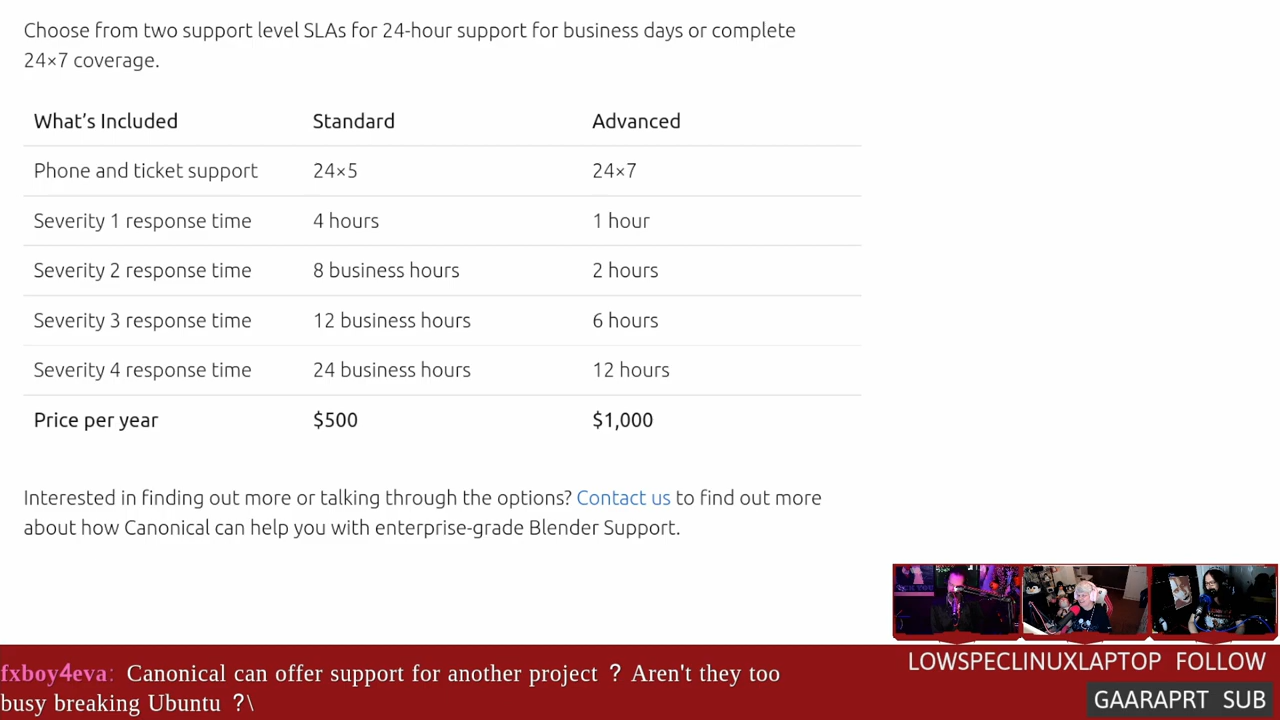 Choose from two support level SLAs for 24-hour support for business days or complete
24×7 coverage.
What's Included Standard Advanced
Phone and ticket support 24×5 24×7
Severity 1 response time 4 hours 1 hour
Severity 2 response time 8 business hours 2 hours
Severity 3 response time 12 business hours 6 hours
Severity 4 response time 24 business hours 12 hours
Price per year $500 $1,000
Interested in finding out more or talking through the options? Contact us to find out more
about how Canonical can help you with enterprise-grade Blender Support.
fxboy4eva: Canonical can offer support for another project ? Aren't they too
busy breaking Ubuntu ?\
LOWSPECLINUXLAPTOP FOLLOW
GAARAPRT SUB